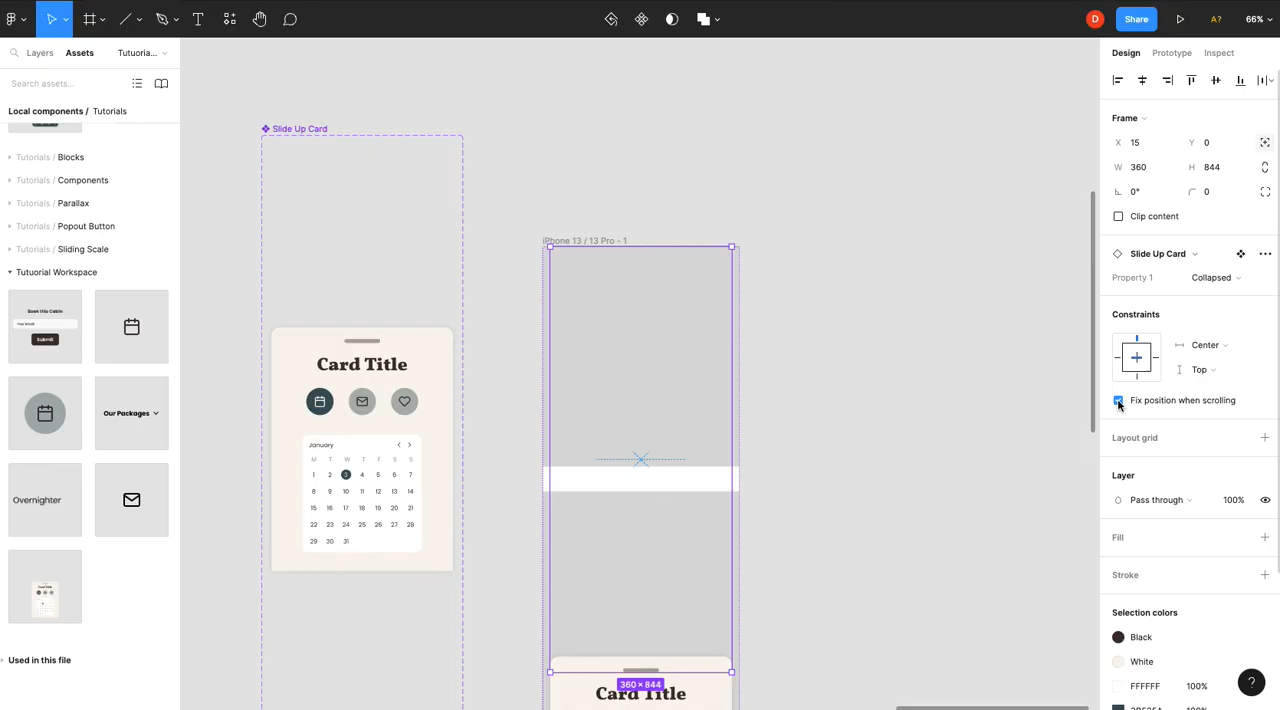 D
Share
A?
66%
Layers
Assets
Tutuoria...
Search assets...
Local components / Tutorials
Tutorials / Blocks
Tutorials / Components
Tutorials / Parallax
Tutorials / Popout Button
Tutorials / Sliding Scale
Tutuorial Workspace
Book this Cabin
Submit
Our Packages
Overnighter
Used in this file
Slide Up Card
Card Title
January
M T W T F S S
1 2 3 4 5 6 7
8 9 10 11 12 13 14
15 16 17 18 19 20 21
22 23 24 25 26 27 28
29 30 31
iPhone 13 / 13 Pro - 1
360 × 844
Card Title
Design
Prototype
Inspect
Frame
X 15 Y 0
W 360 H 844
0° 0
Clip content
Slide Up Card
Property 1 Collapsed
Constraints
Center
Top
Fix position when scrolling
Layout grid
Layer
Pass through 100%
Fill
Stroke
Selection colors
Black
White
FFFFFF 100%
100%
?